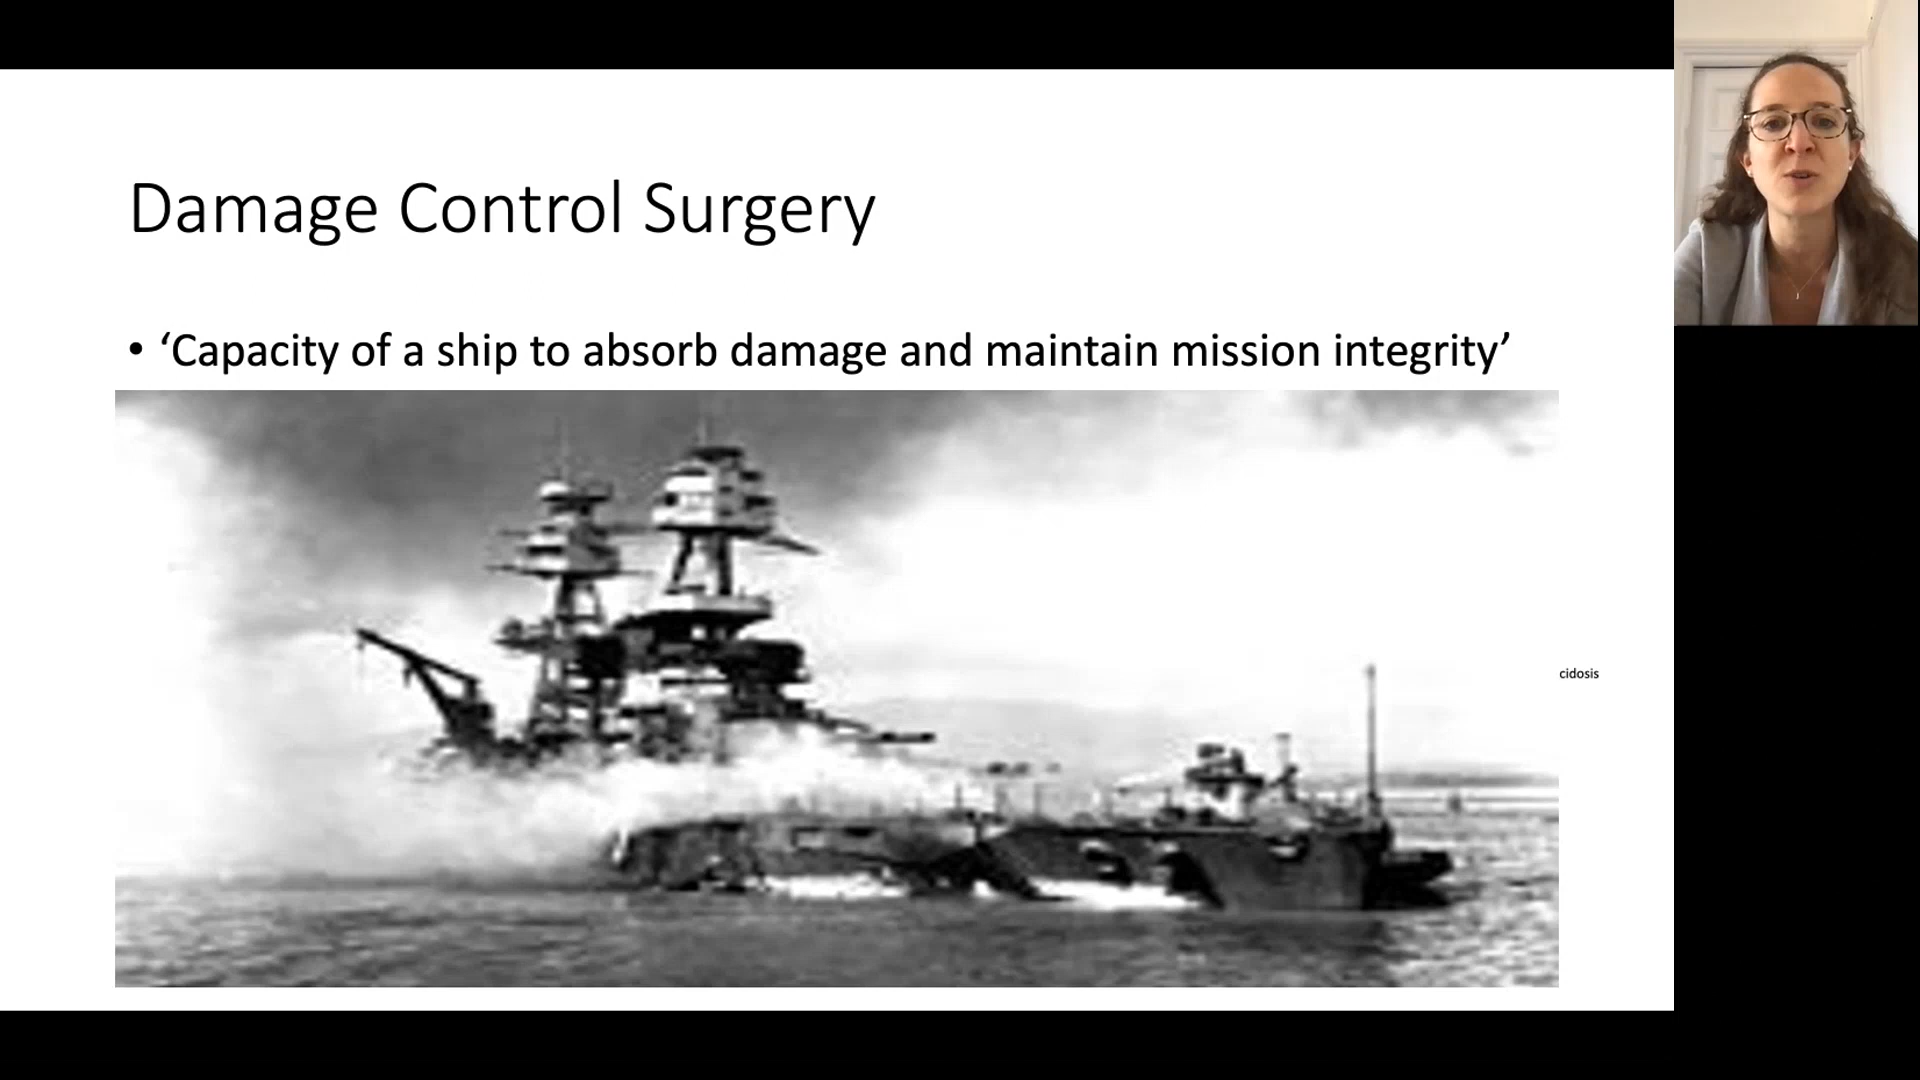 Damage Control Surgery
• ‘Capacity of a ship to absorb damage and maintain mission integrity’
cidosis